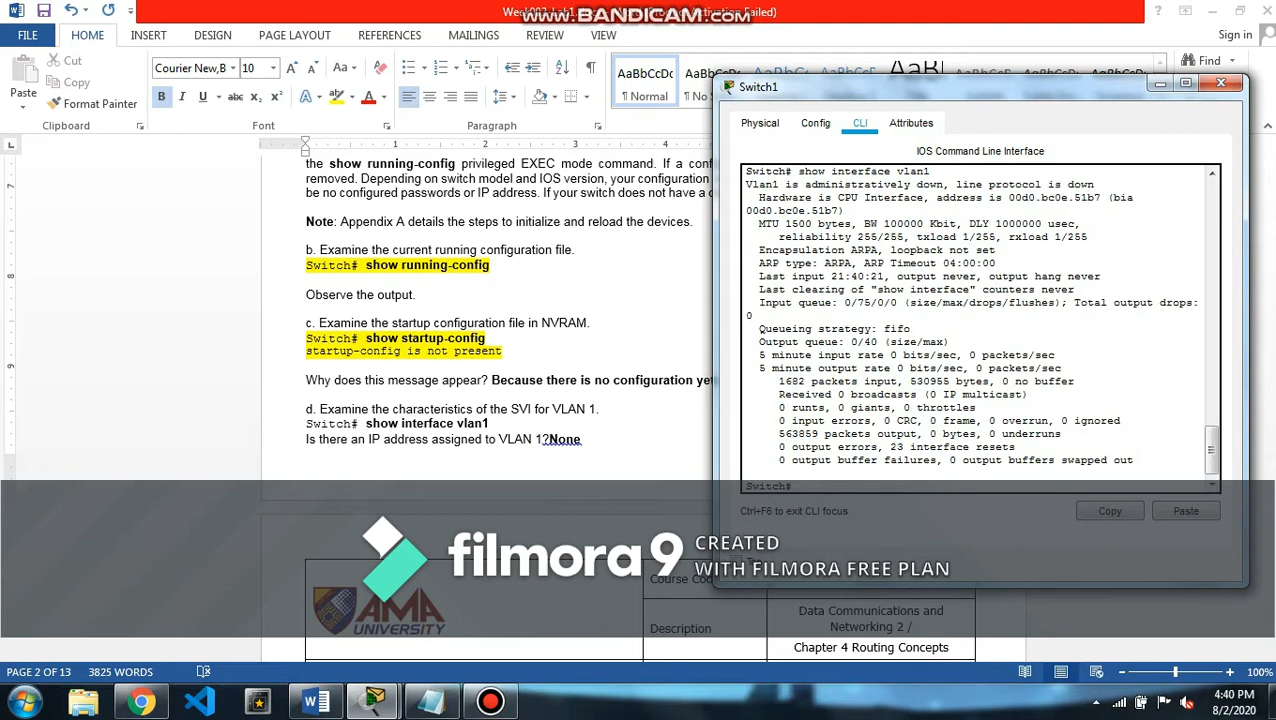 www.BANDICAM.com
Activation Failed)
FILE HOME INSERT DESIGN PAGE LAYOUT REFERENCES MAILINGS REVIEW VIEW Sign in
Cut
Copy
Format Painter
Paste
Courier New,B 10
AaBbCcDc
¶ Normal
Find
Clipboard Font Paragraph
the show running-config privileged EXEC mode command. If a conf
removed. Depending on switch model and IOS version, your configuration
be no configured passwords or IP address. If your switch does not have a
Note: Appendix A details the steps to initialize and reload the devices.
b. Examine the current running configuration file.
Switch# show running-config
Observe the output.
c. Examine the startup configuration file in NVRAM.
Switch# show startup-config
startup-config is not present
Why does this message appear? Because there is no configuration yet
d. Examine the characteristics of the SVI for VLAN 1.
Switch# show interface vlan1
Is there an IP address assigned to VLAN 1?None
Switch1
Physical Config CLI Attributes
IOS Command Line Interface
Switch# show interface vlan1
Vlan1 is administratively down, line protocol is down
Hardware is CPU Interface, address is 00d0.bc0e.51b7 (bia
00d0.bc0e.51b7)
MTU 1500 bytes, BW 100000 Kbit, DLY 1000000 usec,
reliability 255/255, txload 1/255, rxload 1/255
Encapsulation ARPA, loopback not set
ARP type: ARPA, ARP Timeout 04:00:00
Last input 21:40:21, output never, output hang never
Last clearing of "show interface" counters never
Input queue: 0/75/0/0 (size/max/drops/flushes); Total output drops:
0
Queueing strategy: fifo
Output queue: 0/40 (size/max)
5 minute input rate 0 bits/sec, 0 packets/sec
5 minute output rate 0 bits/sec, 0 packets/sec
1682 packets input, 530955 bytes, 0 no buffer
Received 0 broadcasts (0 IP multicast)
0 runts, 0 giants, 0 throttles
0 input errors, 0 CRC, 0 frame, 0 overrun, 0 ignored
563859 packets output, 0 bytes, 0 underruns
0 output errors, 23 interface resets
0 output buffer failures, 0 output buffers swapped out
Switch#
Ctrl+F6 to exit CLI focus
Copy Paste
filmora9 CREATED
WITH FILMORA FREE PLAN
AMA
UNIVERSITY
Course Cod
Description
Data Communications and
Networking 2 /
Chapter 4 Routing Concepts
PAGE 2 OF 13 3825 WORDS 100%
4:40 PM
8/2/2020